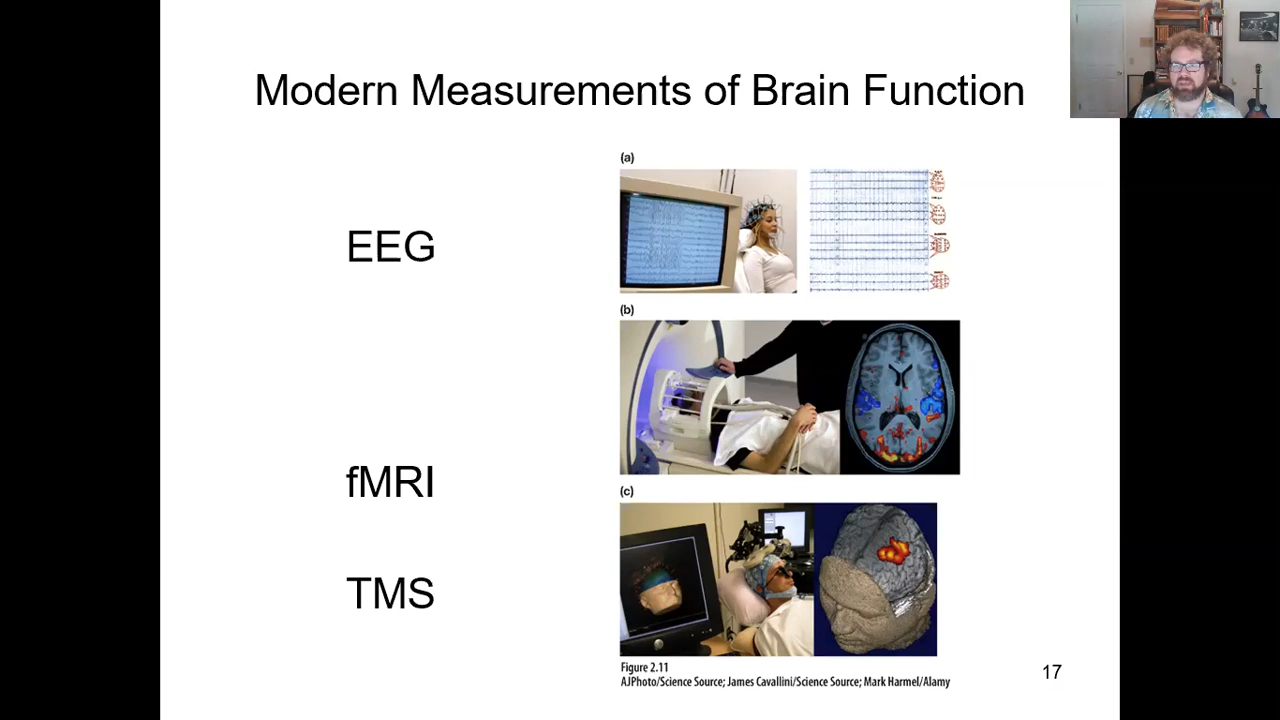 Modern Measurements of Brain Function
(a)
EEG
(b)
fMRI
(c)
TMS
Figure 2.11
AJPhoto/Science Source; James Cavallini/Science Source; Mark Harmel/Alamy
17